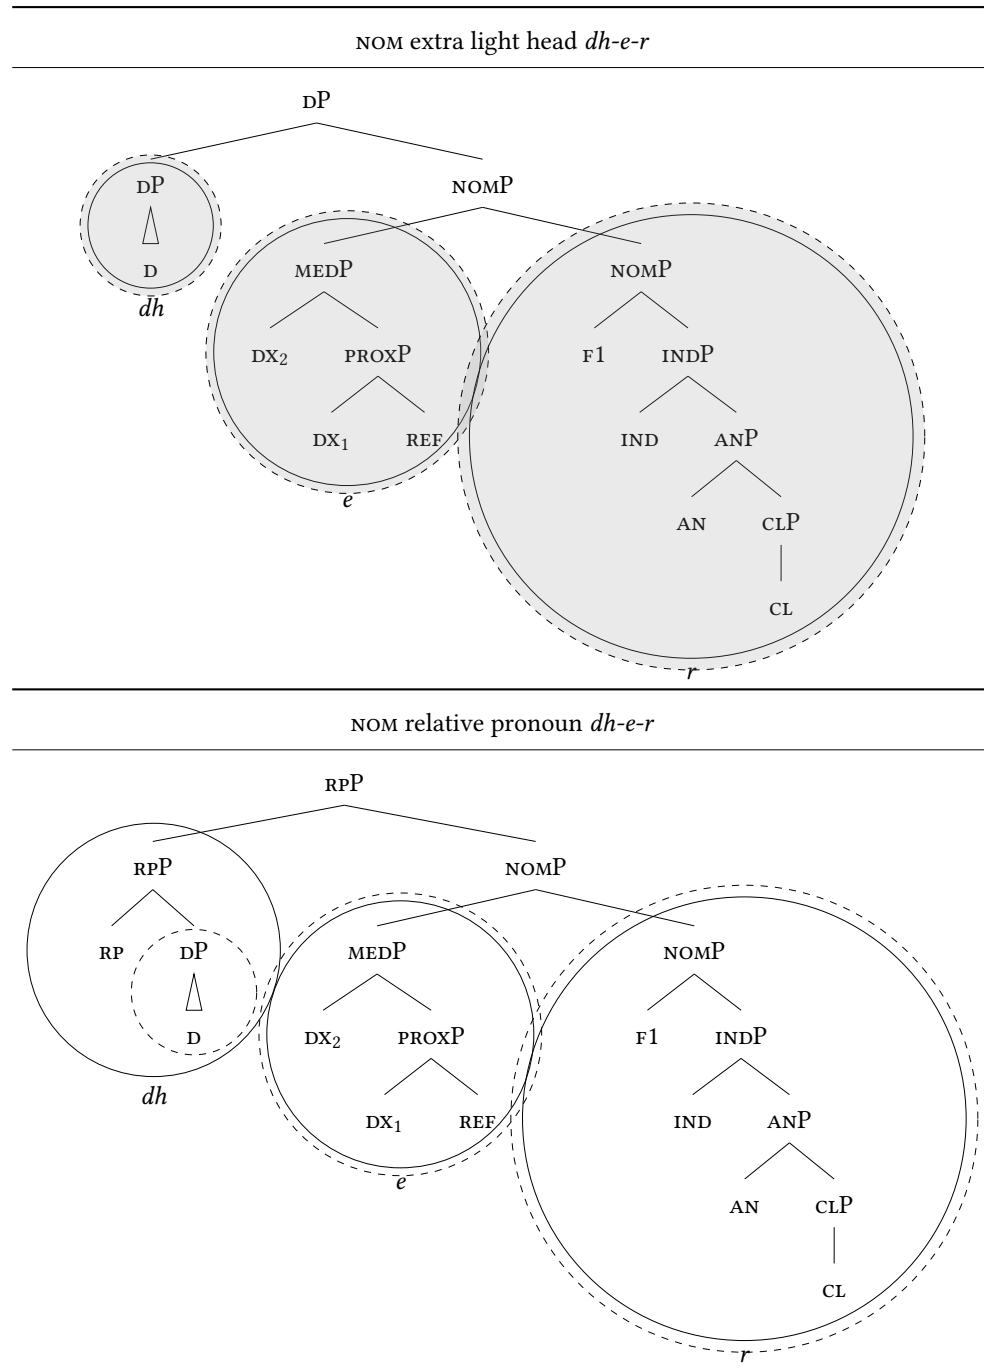 NOM extra light head dh-e-r
DP
DP
NOMP
D
MEDP
NOMP
dh
DX2
PROXP
F1
INDP
DX1
REF
IND
ANP
e
AN
CLP
CL
r
NOM relative pronoun dh-e-r
RPP
RPP
NOMP
RP
DP
MEDP
NOMP
D
DX2
PROXP
F1
INDP
dh
DX1
REF
IND
ANP
e
AN
CLP
CL
r